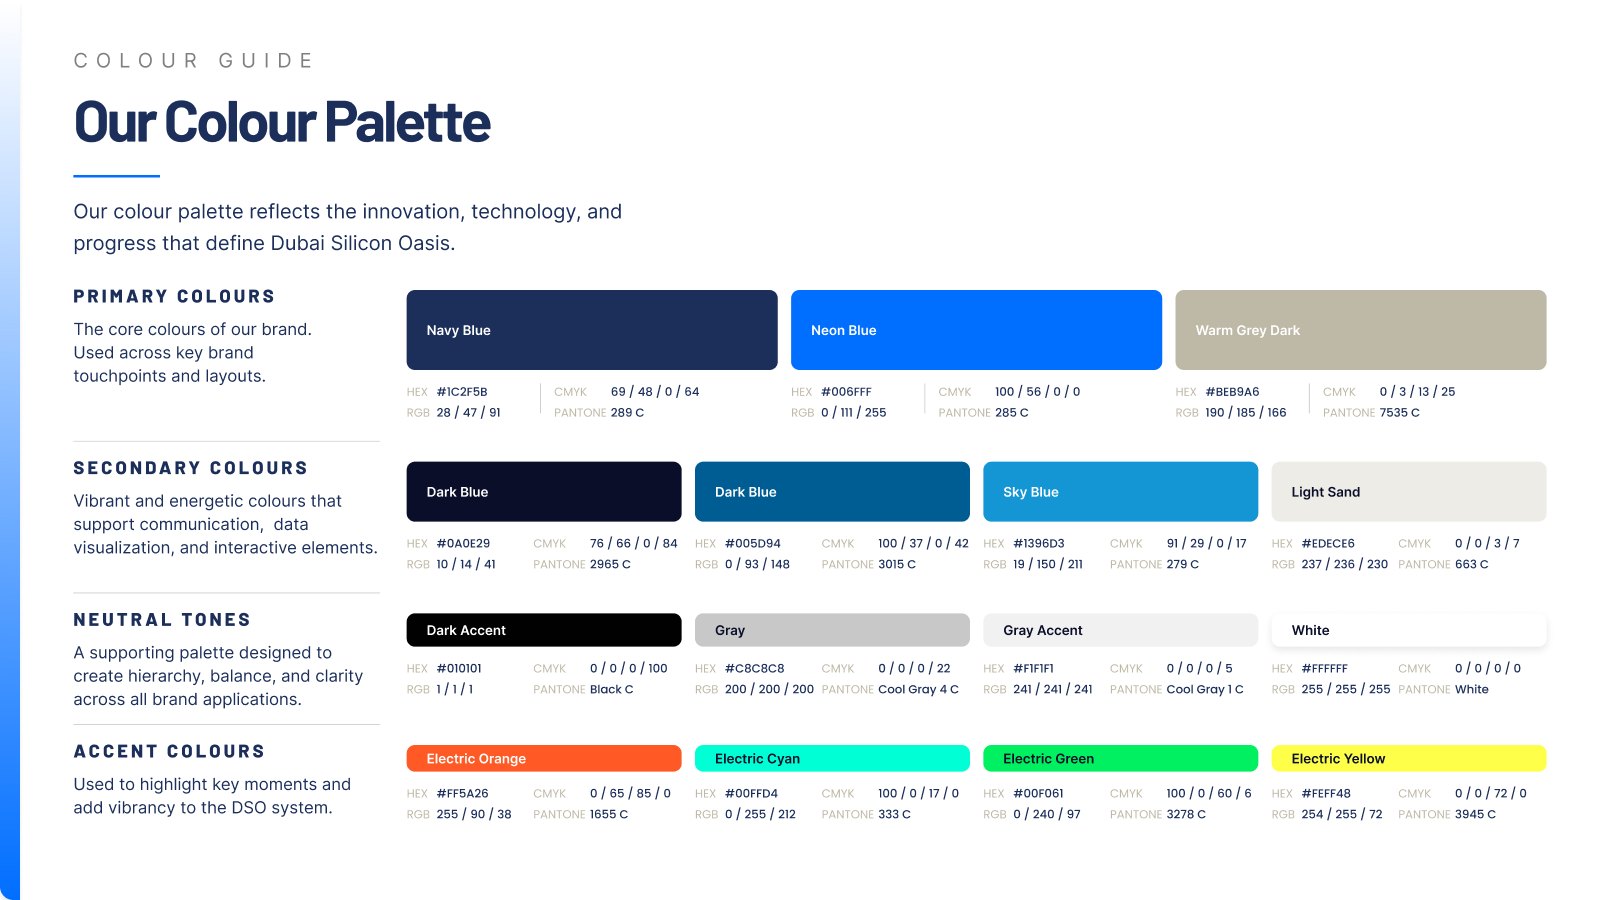 COLOUR GUIDE
Our Colour Palette
Our colour palette reflects the innovation, technology, and
progress that define Dubai Silicon Oasis.
PRIMARY COLOURS
The core colours of our brand.
Used across key brand
touchpoints and layouts.
Navy Blue
HEX #1C2F5B CMYK 69 / 48 / 0 / 64
RGB 28 / 47 / 91 PANTONE 289 C
Neon Blue
HEX #006FFF CMYK 100 / 56 / 0 / 0
RGB 0 / 111 / 255 PANTONE 285 C
Warm Grey Dark
HEX #BEB9A6 CMYK 0 / 3 / 13 / 25
RGB 190 / 185 / 166 PANTONE 7535 C
SECONDARY COLOURS
Vibrant and energetic colours that
support communication,  data
visualization, and interactive elements.
Dark Blue
HEX #0A0E29 CMYK 76 / 66 / 0 / 84
RGB 10 / 14 / 41 PANTONE 2965 C
Dark Blue
HEX #005D94 CMYK 100 / 37 / 0 / 42
RGB 0 / 93 / 148 PANTONE 3015 C
Sky Blue
HEX #1396D3 CMYK 91 / 29 / 0 / 17
RGB 19 / 150 / 211 PANTONE 279 C
Light Sand
HEX #EDECE6 CMYK 0 / 0 / 3 / 7
RGB 237 / 236 / 230 PANTONE 663 C
NEUTRAL TONES
A supporting palette designed to
create hierarchy, balance, and clarity
across all brand applications.
Dark Accent
HEX #010101 CMYK 0 / 0 / 0 / 100
RGB 1 / 1 / 1 PANTONE Black C
Gray
HEX #C8C8C8 CMYK 0 / 0 / 0 / 22
RGB 200 / 200 / 200 PANTONE Cool Gray 4 C
Gray Accent
HEX #F1F1F1 CMYK 0 / 0 / 0 / 5
RGB 241 / 241 / 241 PANTONE Cool Gray 1 C
White
HEX #FFFFFF CMYK 0 / 0 / 0 / 0
RGB 255 / 255 / 255 PANTONE White
ACCENT COLOURS
Used to highlight key moments and
add vibrancy to the DSO system.
Electric Orange
HEX #FF5A26 CMYK 0 / 65 / 85 / 0
RGB 255 / 90 / 38 PANTONE 1655 C
Electric Cyan
HEX #00FFD4 CMYK 100 / 0 / 17 / 0
RGB 0 / 255 / 212 PANTONE 333 C
Electric Green
HEX #00F061 CMYK 100 / 0 / 60 / 6
RGB 0 / 240 / 97 PANTONE 3278 C
Electric Yellow
HEX #FEFF48 CMYK 0 / 0 / 72 / 0
RGB 254 / 255 / 72 PANTONE 3945 C